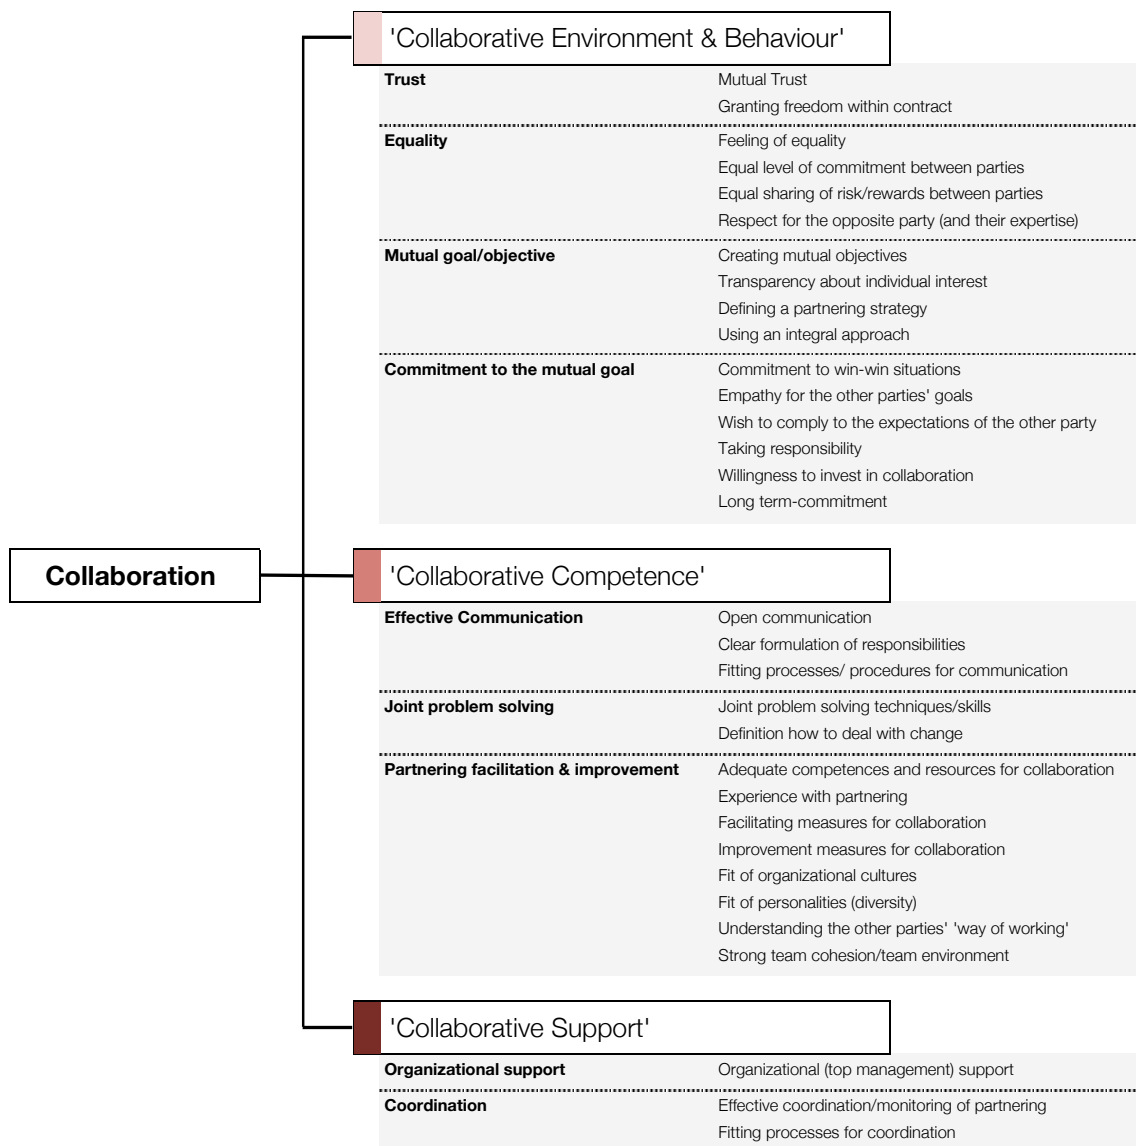 'Collaborative Environment & Behaviour'
Trust Mutual Trust
Granting freedom within contract
Equality Feeling of equality
Equal level of commitment between parties
Equal sharing of risk/rewards between parties
Respect for the opposite party (and their expertise)
Mutual goal/objective Creating mutual objectives
Transparency about individual interest
Defining a partnering strategy
Using an integral approach
Commitment to the mutual goal Commitment to win-win situations
Empathy for the other parties' goals
Wish to comply to the expectations of the other party
Taking responsibility
Willingness to invest in collaboration
Long term-commitment
Collaboration
'Collaborative Competence'
Effective Communication Open communication
Clear formulation of responsibilities
Fitting processes/ procedures for communication
Joint problem solving Joint problem solving techniques/skills
Definition how to deal with change
Partnering facilitation & improvement Adequate competences and resources for collaboration
Experience with partnering
Facilitating measures for collaboration
Improvement measures for collaboration
Fit of organizational cultures
Fit of personalities (diversity)
Understanding the other parties' 'way of working'
Strong team cohesion/team environment
'Collaborative Support'
Organizational support Organizational (top management) support
Coordination Effective coordination/monitoring of partnering
Fitting processes for coordination